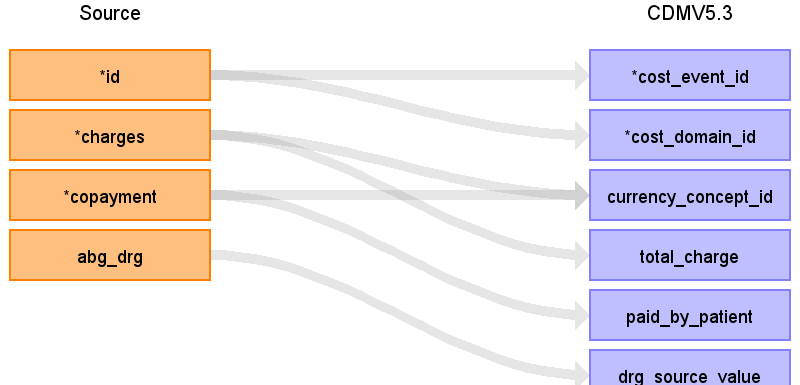 Source
CDMV5.3
*id
*cost_event_id
*charges
*cost_domain_id
*copayment
currency_concept_id
abg_drg
total_charge
paid_by_patient
drg_source_value